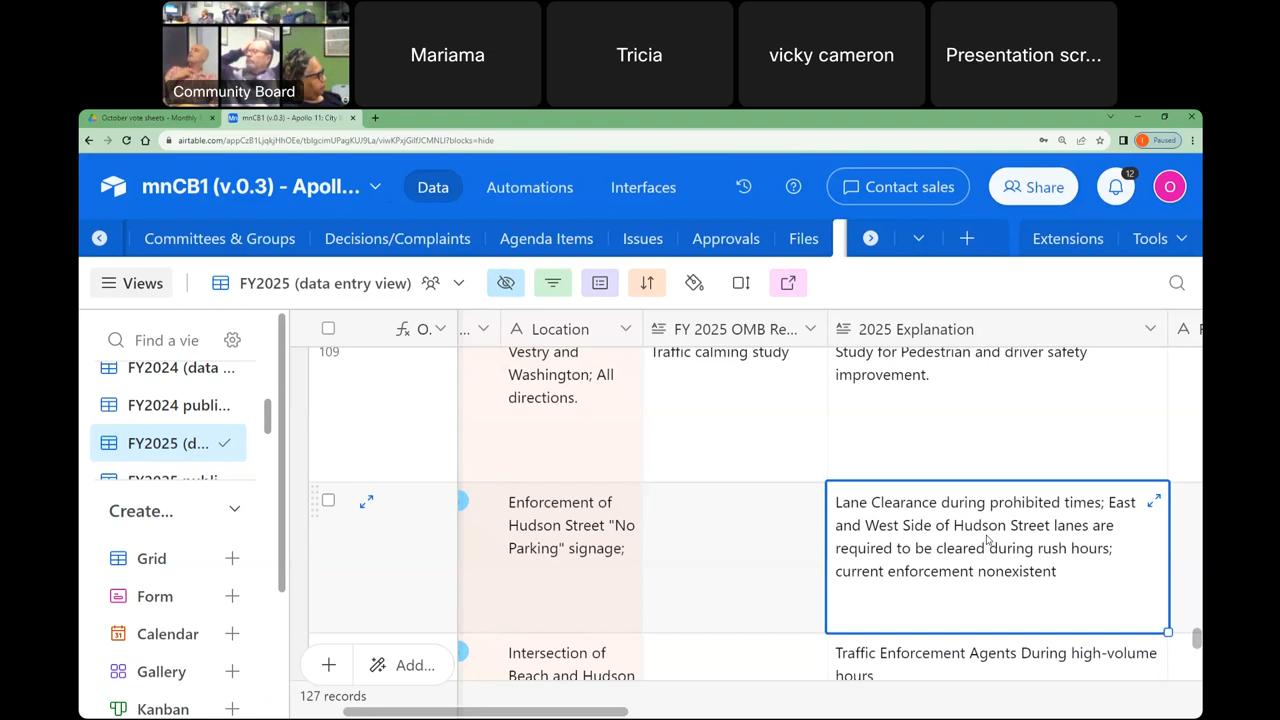 Community Board
Mariama
Tricia
vicky cameron
Presentation scr...
October vote sheets - Monthly
mnCB1 (v.0.3) - Apollo 11: City
airtable.com/appCzB1LjqkjHhOEe/tblgcimUPagKUJ9La/viwKPxjGilfJCMNLI?blocks=hide
Paused
mnCB1 (v.0.3) - Apoll...
Data
Automations
Interfaces
Contact sales
Share
12
O
Committees & Groups
Decisions/Complaints
Agenda Items
Issues
Approvals
Files
Extensions
Tools
Views
FY2025 (data entry view)
Find a vie
FY2024 (data ...
FY2024 publi...
FY2025 (d...
FY2025 publi...
Create...
Grid
Form
Calendar
Gallery
Kanban
O.
...
Location
FY 2025 OMB Re...
2025 Explanation
109
Vestry and
Washington; All
directions.
Traffic calming study
Study for Pedestrian and driver safety
improvement.
Enforcement of
Hudson Street "No
Parking" signage;
Lane Clearance during prohibited times; East
and West Side of Hudson Street lanes are
required to be cleared during rush hours;
current enforcement nonexistent
Intersection of
Beach and Hudson
Traffic Enforcement Agents During high-volume
hours
Add...
127 records